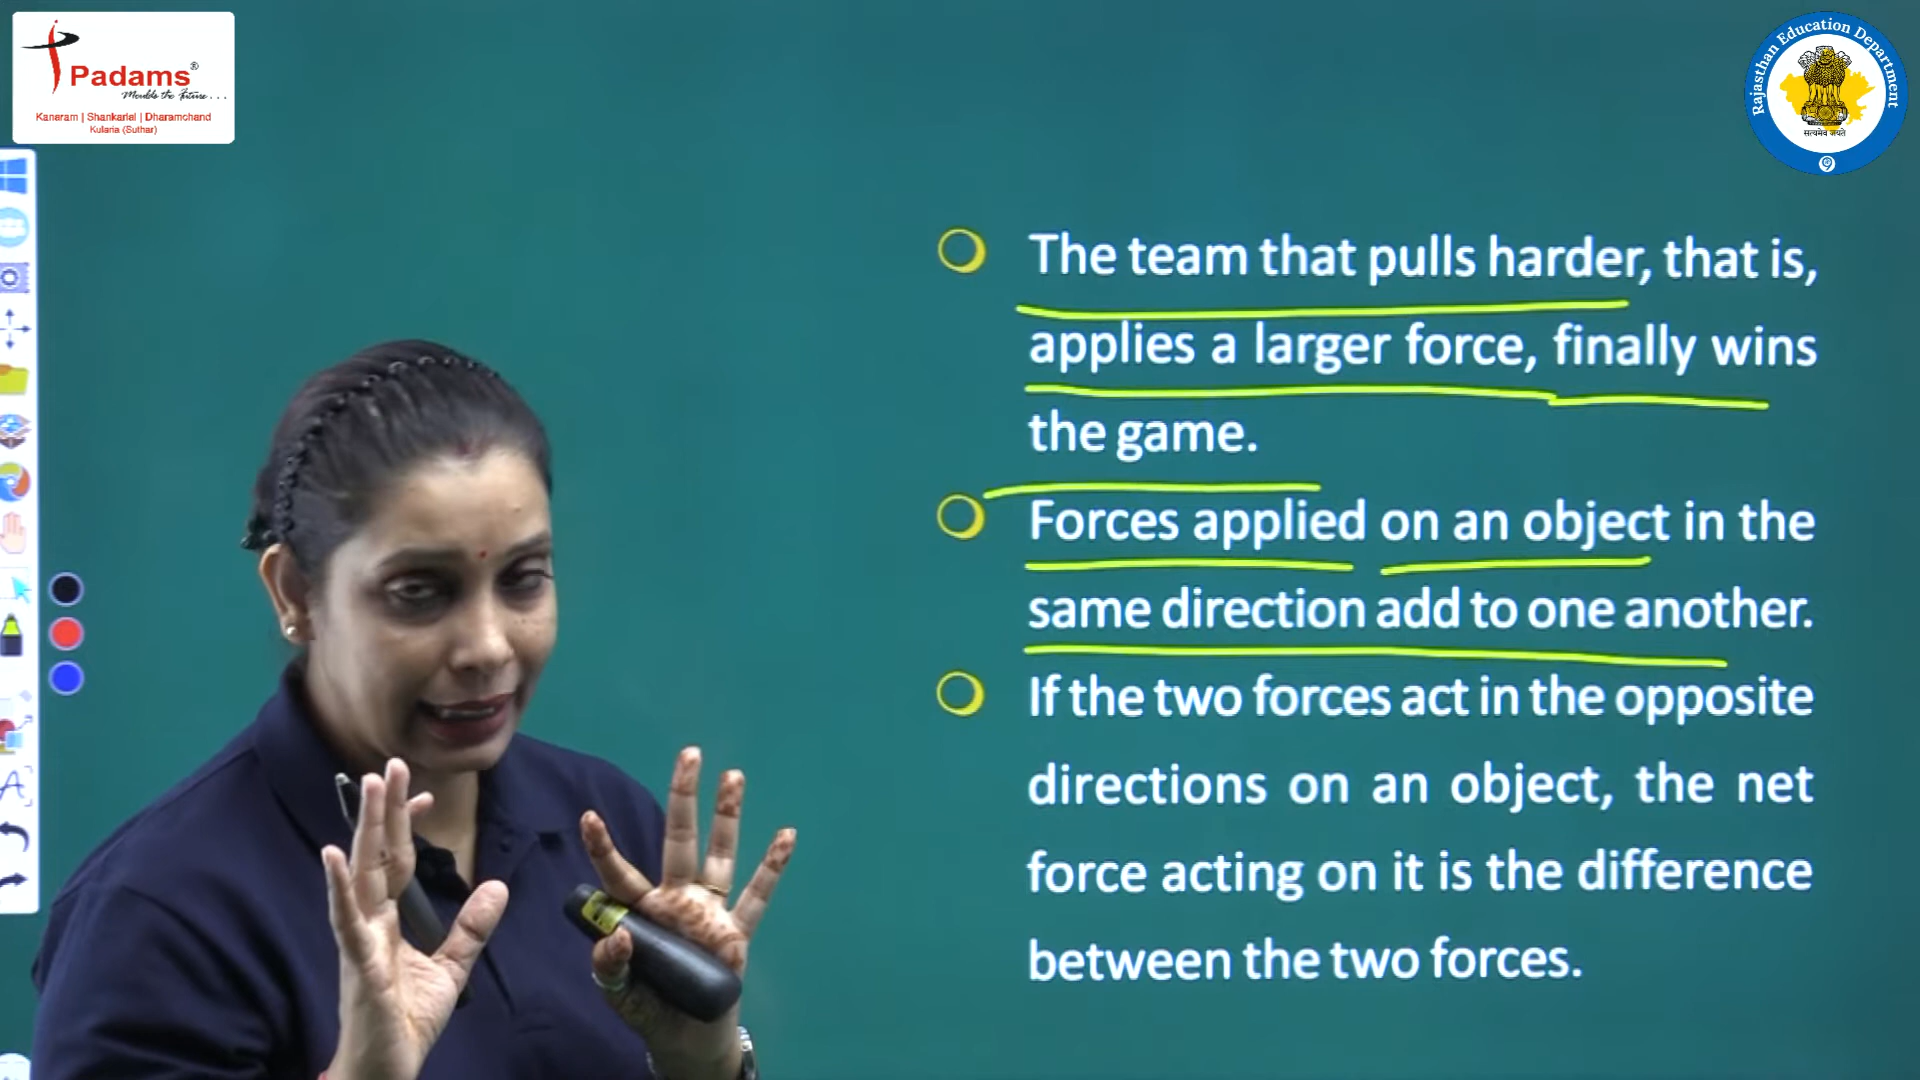 Padams®
Moulds the Future...
Kanaram | Shankarlal | Dharamchand
Kularia (Suthar)
Rajasthan Education Department
सत्यमेव जयते
The team that pulls harder, that is,
applies a larger force, finally wins
the game.
Forces applied on an object in the
same direction add to one another.
If the two forces act in the opposite
directions on an object, the net
force acting on it is the difference
between the two forces.